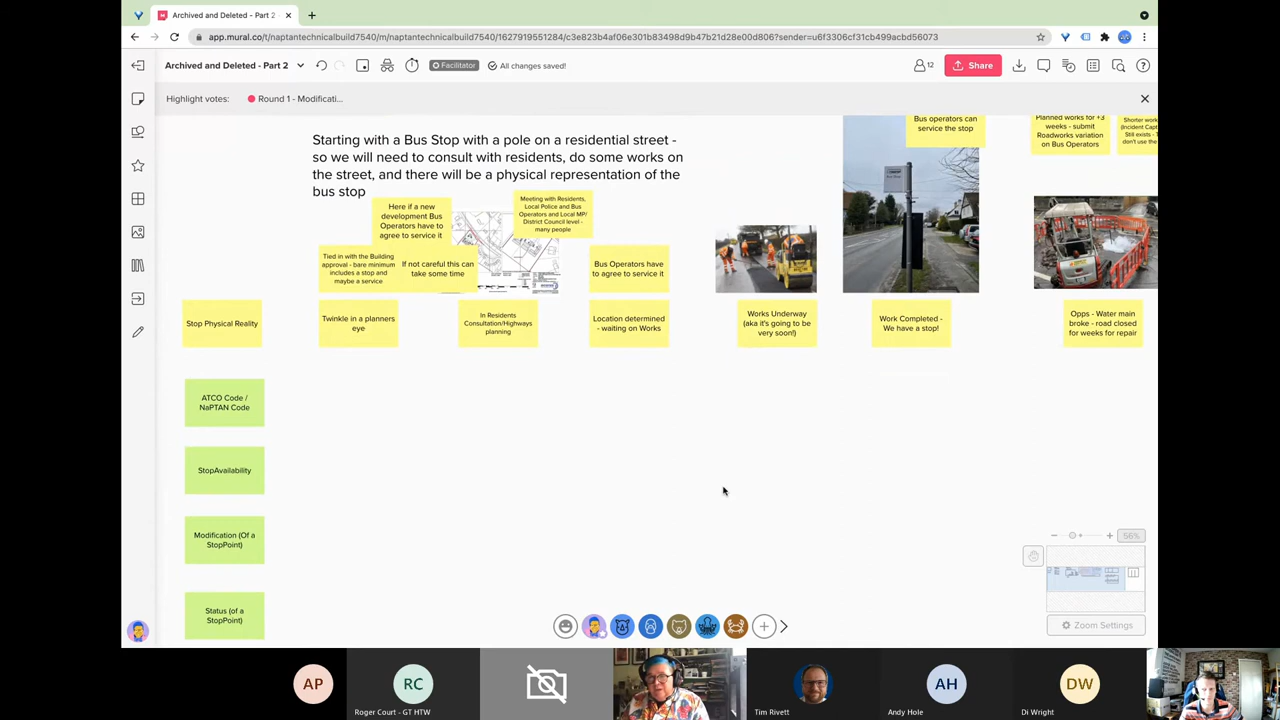 Archived and Deleted - Part 2
app.mural.co/t/naptantechnicalbuild7540/m/naptantechnicalbuild7540/1627919551284/c3e823b4af06e301b83498d9b47b21d28e00d806?sender=u6f3306cf31cb499acbd56073
Archived and Deleted - Part 2
Facilitator
All changes saved!
12
Share
Highlight votes:
Round 1 - Modificati...
Starting with a Bus Stop with a pole on a residential street -
so we will need to consult with residents, do some works on
the street, and there will be a physical representation of the
bus stop
Bus operators can
service the stop
Planned works for +3
weeks - submit
Roadworks variation
on Bus Operators
Shorter work
(Incident Capt
Still exists -
don't use the
Here if a new
development Bus
Operators have to
agree to service it
Meeting with Residents,
Local Police and Bus
Operators and Local MP/
District Council level -
many people
Tied in with the Building
approval - bare minimum
includes a stop and
maybe a service
If not careful this can
take some time
Bus Operators have
to agree to service it
Stop Physical Reality
Twinkle in a planners
eye
In Residents
Consultation/Highways
planning
Location determined
- waiting on Works
Works Underway
(aka it's going to be
very soon!)
Work Completed -
We have a stop!
Opps - Water main
broke - road closed
for weeks for repair
ATCO Code /
NaPTAN Code
StopAvailability
Modification (Of a
StopPoint)
Status (of a
StopPoint)
56%
Zoom Settings
AP
RC
Roger Court - GT HTW
Tim Rivett
AH
Andy Hole
DW
Di Wright